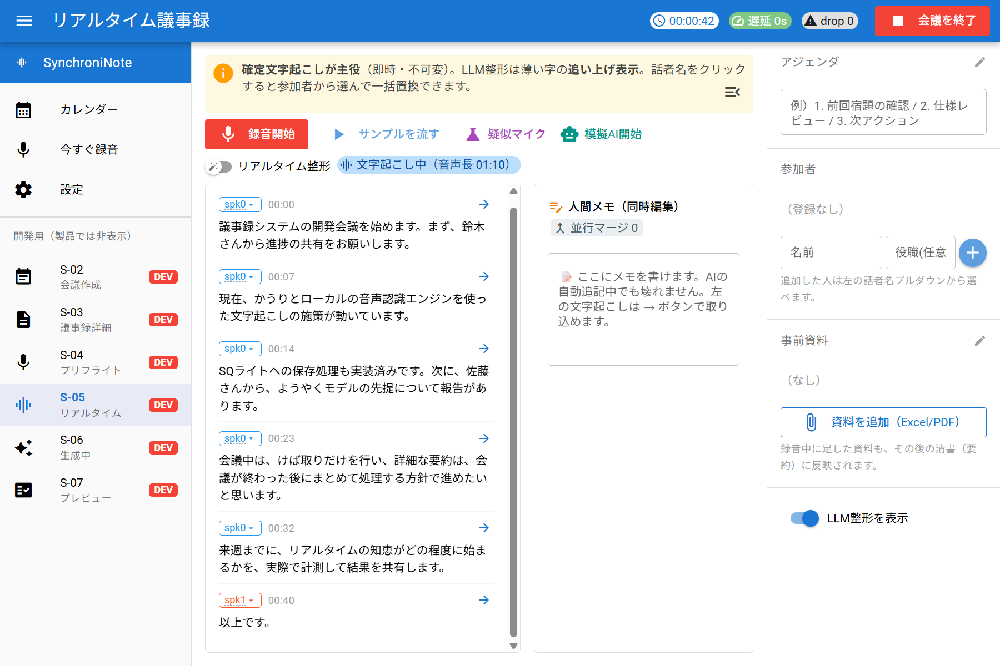 リアルタイム議事録
00:00:42
遅延 0s
drop 0
会議を終了
SynchroniNote
カレンダー
今すぐ録音
設定
開発用（製品では非表示）
S-02
会議作成
DEV
S-03
議事録詳細
DEV
S-04
プリフライト
DEV
S-05
リアルタイム
DEV
S-06
生成中
DEV
S-07
プレビュー
DEV
確定文字起こしが主役（即時・不可変）。LLM整形は薄い字の追い上げ表示。話者名をクリック
すると参加者から選んで一括置換できます。
録音開始
サンプルを流す
疑似マイク
模擬AI開始
リアルタイム整形
文字起こし中（音声長 01:10）
spk0 00:00
議事録システムの開発会議を始めます。まず、鈴木
さんから進捗の共有をお願いします。
spk0 00:07
現在、かうりとローカルの音声認識エンジンを使っ
た文字起こしの施策が動いています。
spk0 00:14
SQライトへの保存処理も実装済みです。次に、佐藤
さんから、ようやくモデルの先提について報告があ
ります。
spk0 00:23
会議中は、けば取りだけを行い、詳細な要約は、会
議が終わった後にまとめて処理する方針で進めたい
と思います。
spk0 00:32
来週までに、リアルタイムの知恵がどの程度に始ま
るかを、実際で計測して結果を共有します。
spk1 00:40
以上です。
人間メモ（同時編集）
並行マージ 0
📝 ここにメモを書けます。AIの
自動追記中でも壊れません。左
の文字起こしは → ボタンで取り
込めます。
アジェンダ
例）1. 前回宿題の確認 / 2. 仕様レ
ビュー / 3. 次アクション
参加者
（登録なし）
名前
役職(任意
追加した人は左の話者名プルダウンから選
べます。
事前資料
（なし）
資料を追加（Excel/PDF）
録音中に足した資料も、その後の清書（要
約）に反映されます。
LLM整形を表示